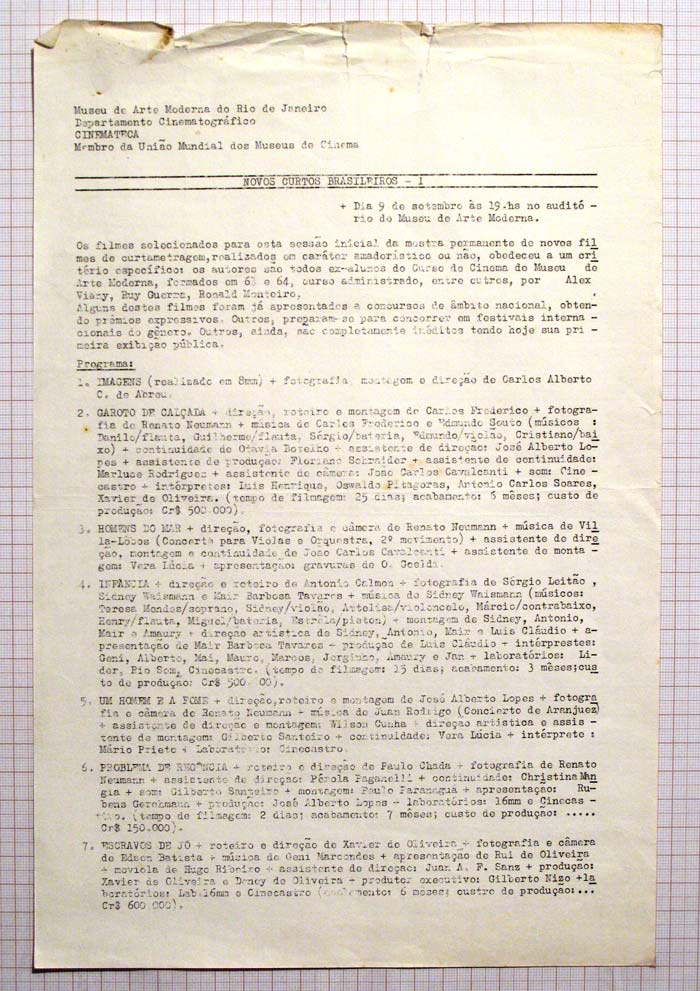 Museu de Arte Moderna do Rio de Janeiro
Departamento Cinematográfico
CINEMATECA
Membro da União Mundial dos Museus de Cinema
NOVOS CURTOS BRASILEIROS - I
+ Dia 9 de setembro às 19.hs no auditó -
rio do Museu de Arte Moderna.
Os filmes selecionados para esta sessão inicial da mostra permanente de novos fil
mes de curtametragem,realizados em caráter amadorístico ou não, obedeceu a um cri
tério específico: os autores são todos ex-alunos do Curso de Cinema do Museu de
Arte Moderna, formados em 63 e 64, curso administrado, entre outros, por Alex
Viany, Ruy Guerra, Ronald Monteiro.
Alguns destes filmes foram já apresentados a concursos de âmbito nacional, obten-
do prêmios expressivos. Outros, preparam-se para concorrer em festivais interna -
cionais do gênero. Outros, ainda, são completamente inéditos tendo hoje sua pri -
meira exibição pública.
Programa:
1. IMAGENS (realizado em 8mm) + fotografia, montagem e direção de Carlos Alberto
C. de Abreu.
2. GAROTO DE CALÇADA + direção, roteiro e montagem de Carlos Frederico + fotogra-
fia de Renato Neumann + música de Carlos Frederico e Edmundo Souto (músicos :
Danilo/flauta, Guilherme/flauta, Sérgio/bateria, Edmundo/violão, Cristiano/bai
xo) + continuidade de Otavia Botelho + assistente de direção: José Alberto Lo-
pes + assistente de produção: Floriano Schraider + assistente de continuidade:
Marluce Rodrigues + assistente de câmera: João Carlos Cavalcanti + som: Cine -
castro + intérpretes: Luis Henrique, Oswaldo Pitagoras, Antonio Carlos Soares,
Xavier de Oliveira. (tempo de filmagem: 25 dias; acabamento: 6 mêses; custo de
produção: Cr$ 500.000).
3. HOMENS DO MAR + direção, fotografia e câmera de Renato Neumann + música de Vil
la-Lobos (Concerto para Violas e Orquestra, 2º movimento) + assistente de dire
ção, montagem e continuidade de João Carlos Cavalcanti + assistente de monta -
gem: Vera Lúcia + apresentação: gravuras de O. Goeldi.
4. INFÂNCIA + direção e roteiro de Antonio Calmon + fotografia de Sérgio Leitão ,
Sidney Waismann e Mair Barbosa Tavares + música de Sidney Waismann (músicos:
Teresa Mendes/soprano, Sidney/violão, Artelisa/violoncelo, Márcio/contrabaixo,
Henry/flauta, Miguel/bateria, Estrela/piston) + montagem de Sidney, Antonio,
Mair e Amaury + direção artística de Sidney, Antonio, Mair e Luis Cláudio + a-
presentação de Mair Barbosa Tavares + produção de Luis Cláudio + intérprestes:
Geni, Alberto, Mai, Mauro, Marcos, Jorginho, Amaury e Jan + laboratórios: Lí-
der, Rio Som, Cinecastro. (tempo de filmagem: 15 dias; acabamento: 3 mêses;cus
to de produção: Cr$ 500. 00).
5. UM HOMEM E A FOME + direção,roteiro e montagem de José Alberto Lopes + fotogra
fia e câmera de Renato Neumann + música de Juan Rodrigo (Concierto de Aranjuez)
+ assistente de direção e montagem: Wilson Cunha + direção artística e assis -
tente de montagem: Gilberto Santeiro + continuidade: Vera Lúcia + intérprete :
Mário Prieto + Laboratório: Cinecastro.
6. PROBLEMA DE REGÊNCIA + roteiro e direção de Paulo Chada + fotografia de Renato
Neumann + assistente de direção: Pérola Paganelli + continuidade: Christina Man
gia + som: Gilberto Santeiro + montagem: Paulo Paranaguá + apresentação: Ru-
bens Gerchmann + produção: José Alberto Lopes + laboratórios: 16mm e Cinecas -
tro. (tempo de filmagem: 2 dias; acabamento: 7 mêses; custo de produção: .....
Cr$ 150.000).
7. ESCRAVOS DE JÓ + roteiro e direção de Xavier de Oliveira + fotografia e câmera
de Edson Batista + música de Geni Marcondes + apresentação de Rui de Oliveira
+ moviola de Hugo Ribeiro + assistente de direção: Juan A. F. Sanz + produção:
Xavier de Oliveira e Denoy de Oliveira + produtor executivo: Gilberto Nizo +la
boratórios: Lab.16mm e Cinecastro (acabamento: 6 meses; custro de produção:...
Cr$ 600.000).